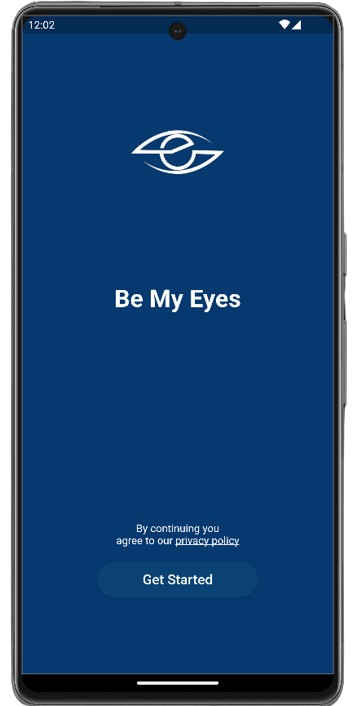 12:02
Be My Eyes
By continuing you
agree to our privacy policy
Get Started